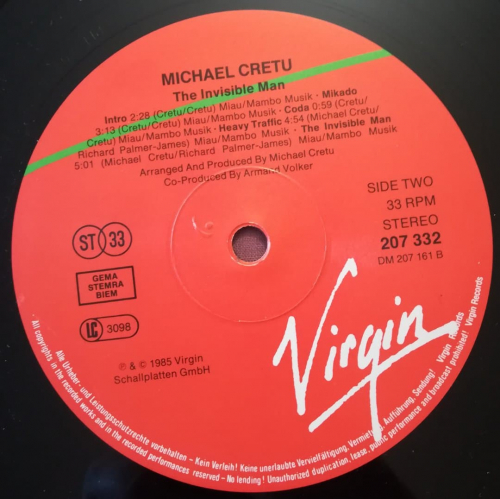 MICHAEL CRETU
The Invisible Man
Intro 2:28 (Cretu/Cretu) Miau/Mambo Musik · Mikado
3:13 (Cretu/Cretu) Miau/Mambo Musik · Coda 0:59 (Cretu/
Cretu) Miau/Mambo Musik · Heavy Traffic 4:54 (Michael Cretu/
Richard Palmer-James) Miau/Mambo Musik · The Invisible Man
5:01 (Michael Cretu/Richard Palmer-James) Miau/Mambo Musik
Arranged And Produced By Michael Cretu
Co-Produced By Armand Volker
SIDE TWO
33 RPM
STEREO
207 332
DM 207 161 B
ST 33
GEMA
STEMRA
BIEM
LC 3098
℗ & © 1985 Virgin
Schallplatten GmbH
Virgin
Alle Urheber- und Leistungsschutzrechte vorbehalten – Kein Verleih! Keine unerlaubte Vervielfältigung, Vermietung, Aufführung, Sendung! Virgin Records
· All copyrights in the recorded works and in the recorded performances reserved – No lending! Unauthorized duplication, lease, public performance and broadcast prohibited! Virgin Records